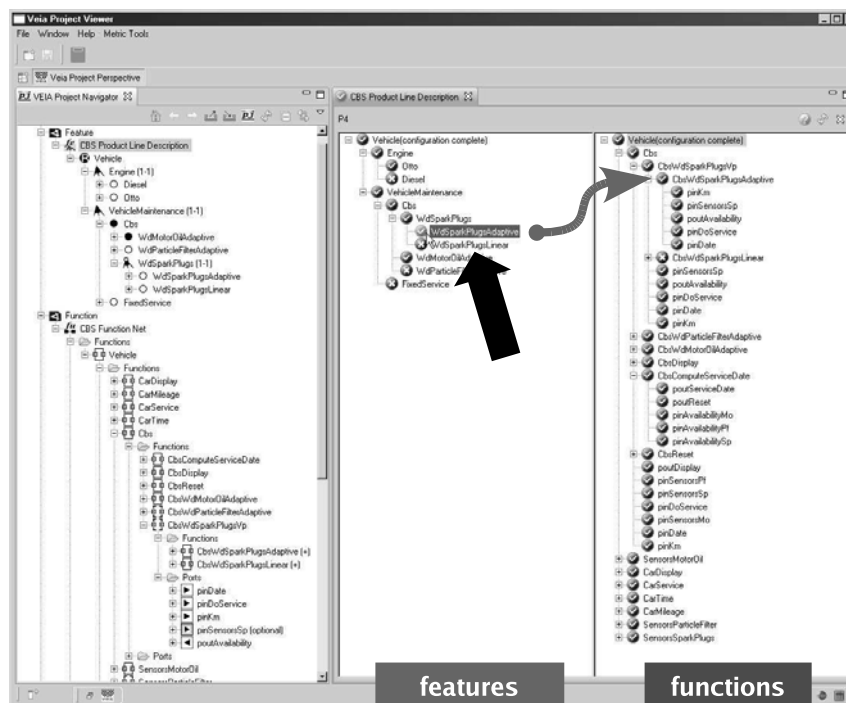 Veia Project Viewer
File Window Help Metric Tools
Veia Project Perspective
VEIA Project Navigator
Feature
CBS Product Line Description
Vehicle
Engine (1-1)
Diesel
Otto
VehicleMaintenance (1-1)
Cbs
WdMotorOilAdaptive
WdParticleFilterAdaptive
WdSparkPlugs (1-1)
WdSparkPlugsAdaptive
WdSparkPlugsLinear
FixedService
Function
CBS Function Net
Functions
Vehicle
Functions
CarDisplay
CarMileage
CarService
CarTime
Cbs
Functions
CbsComputeServiceDate
CbsDisplay
CbsReset
CbsWdMotorOilAdaptive
CbsWdParticleFilterAdaptive
CbsWdSparkPlugsVp
Functions
CbsWdSparkPlugsAdaptive (+)
CbsWdSparkPlugsLinear (+)
Ports
pinDate
pinDoService
pinKm
pinSensorsSp (optional)
poutAvailability
Ports
SensorsMotorOil
SensorsParticleFilter
CBS Product Line Description
P4
Vehicle(configuration complete)
Engine
Otto
Diesel
VehicleMaintenance
Cbs
WdSparkPlugs
WdSparkPlugsAdaptive
WdSparkPlugsLinear
FixedService
features
Vehicle(configuration complete)
Cbs
CbsWdSparkPlugsVp
CbsWdSparkPlugsAdaptive
pinKm
pinSensorsSp
poutAvailability
pinDoService
pinDate
CbsWdSparkPlugsLinear
pinSensorsSp
poutAvailability
pinDoService
pinDate
pinKm
CbsWdParticleFilterAdaptive
CbsWdMotorOilAdaptive
CbsDisplay
CbsComputeServiceDate
poutServiceDate
poutReset
pinAvailabilityMo
pinAvailabilityPf
pinAvailabilitySp
CbsReset
poutDisplay
pinSensorsPf
pinSensorsSp
pinDoService
pinSensorsMo
pinDate
pinKm
SensorsMotorOil
CarDisplay
CarService
CarTime
CarMileage
SensorsParticleFilter
SensorsSparkPlugs
functions